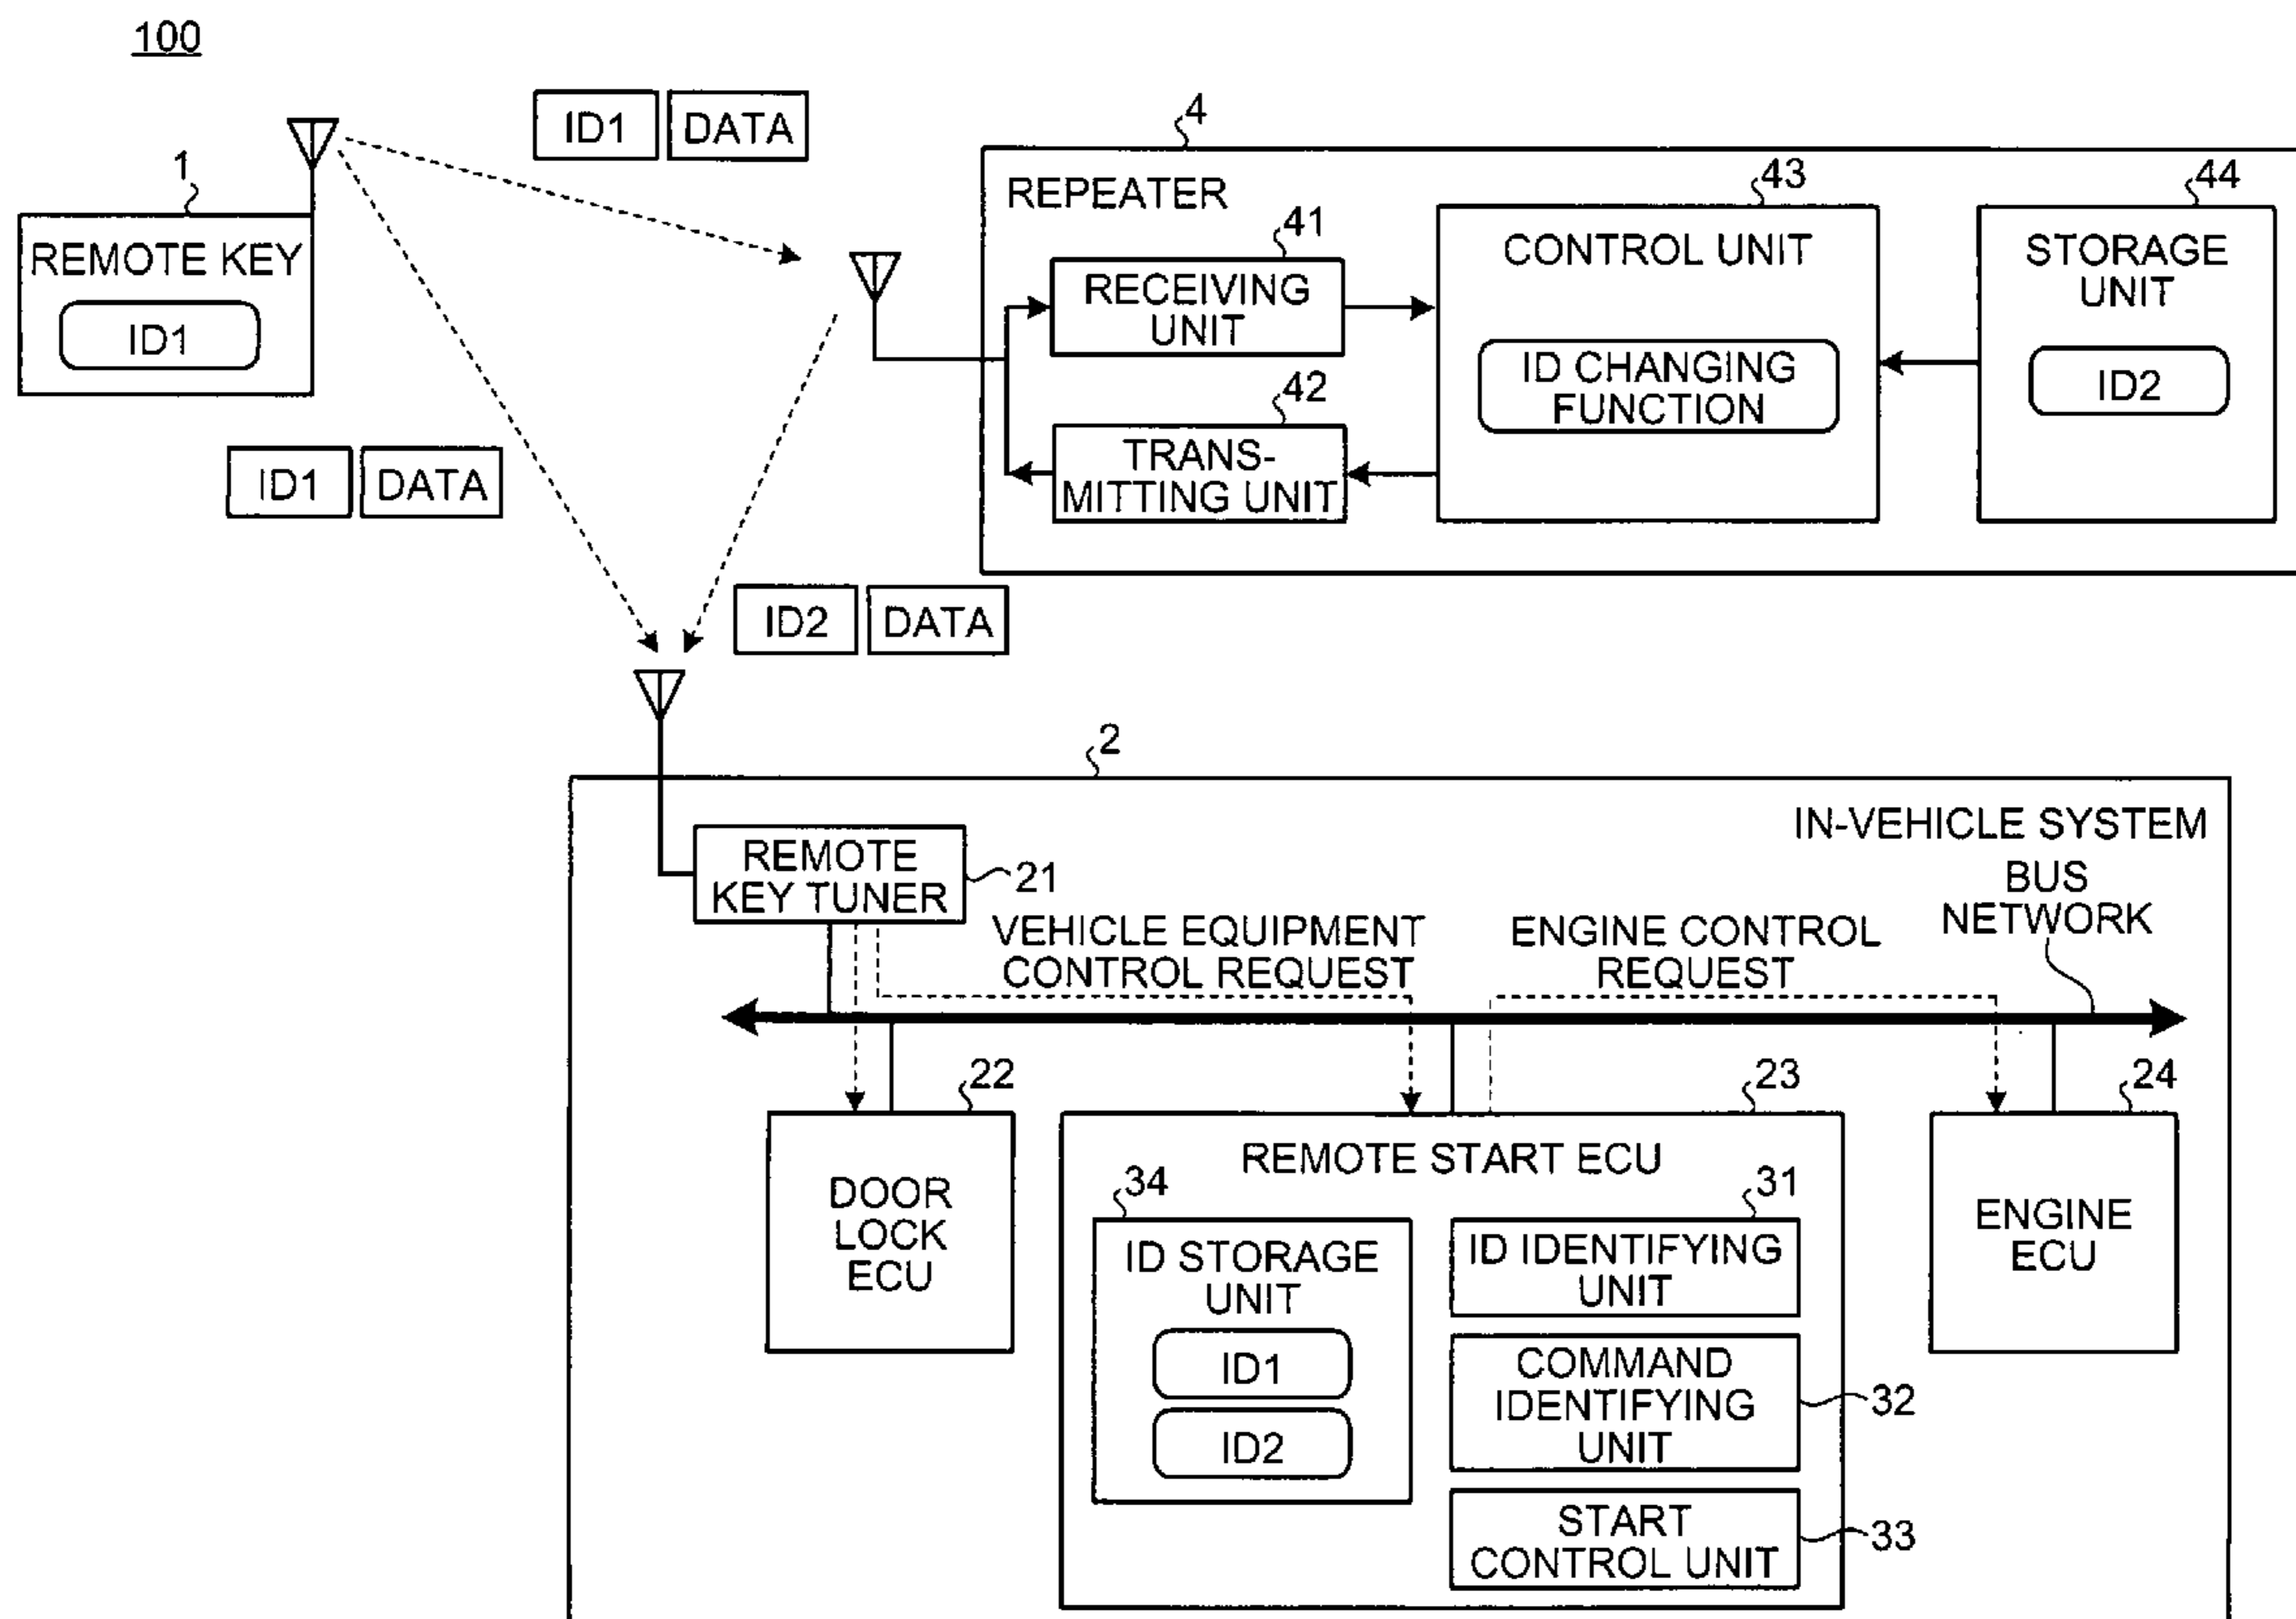 100
ID1 DATA
1
REMOTE KEY
ID1
4
REPEATER
41
RECEIVING
UNIT
42
TRANS-
MITTING UNIT
43
CONTROL UNIT
ID CHANGING
FUNCTION
44
STORAGE
UNIT
ID2
ID1 DATA
ID2 DATA
2
IN-VEHICLE SYSTEM
REMOTE
KEY TUNER
21
VEHICLE EQUIPMENT
CONTROL REQUEST
ENGINE CONTROL
REQUEST
BUS
NETWORK
22
DOOR
LOCK
ECU
23
REMOTE START ECU
34
ID STORAGE
UNIT
ID1
ID2
31
ID IDENTIFYING
UNIT
COMMAND
IDENTIFYING
UNIT
32
START
CONTROL UNIT
33
24
ENGINE
ECU